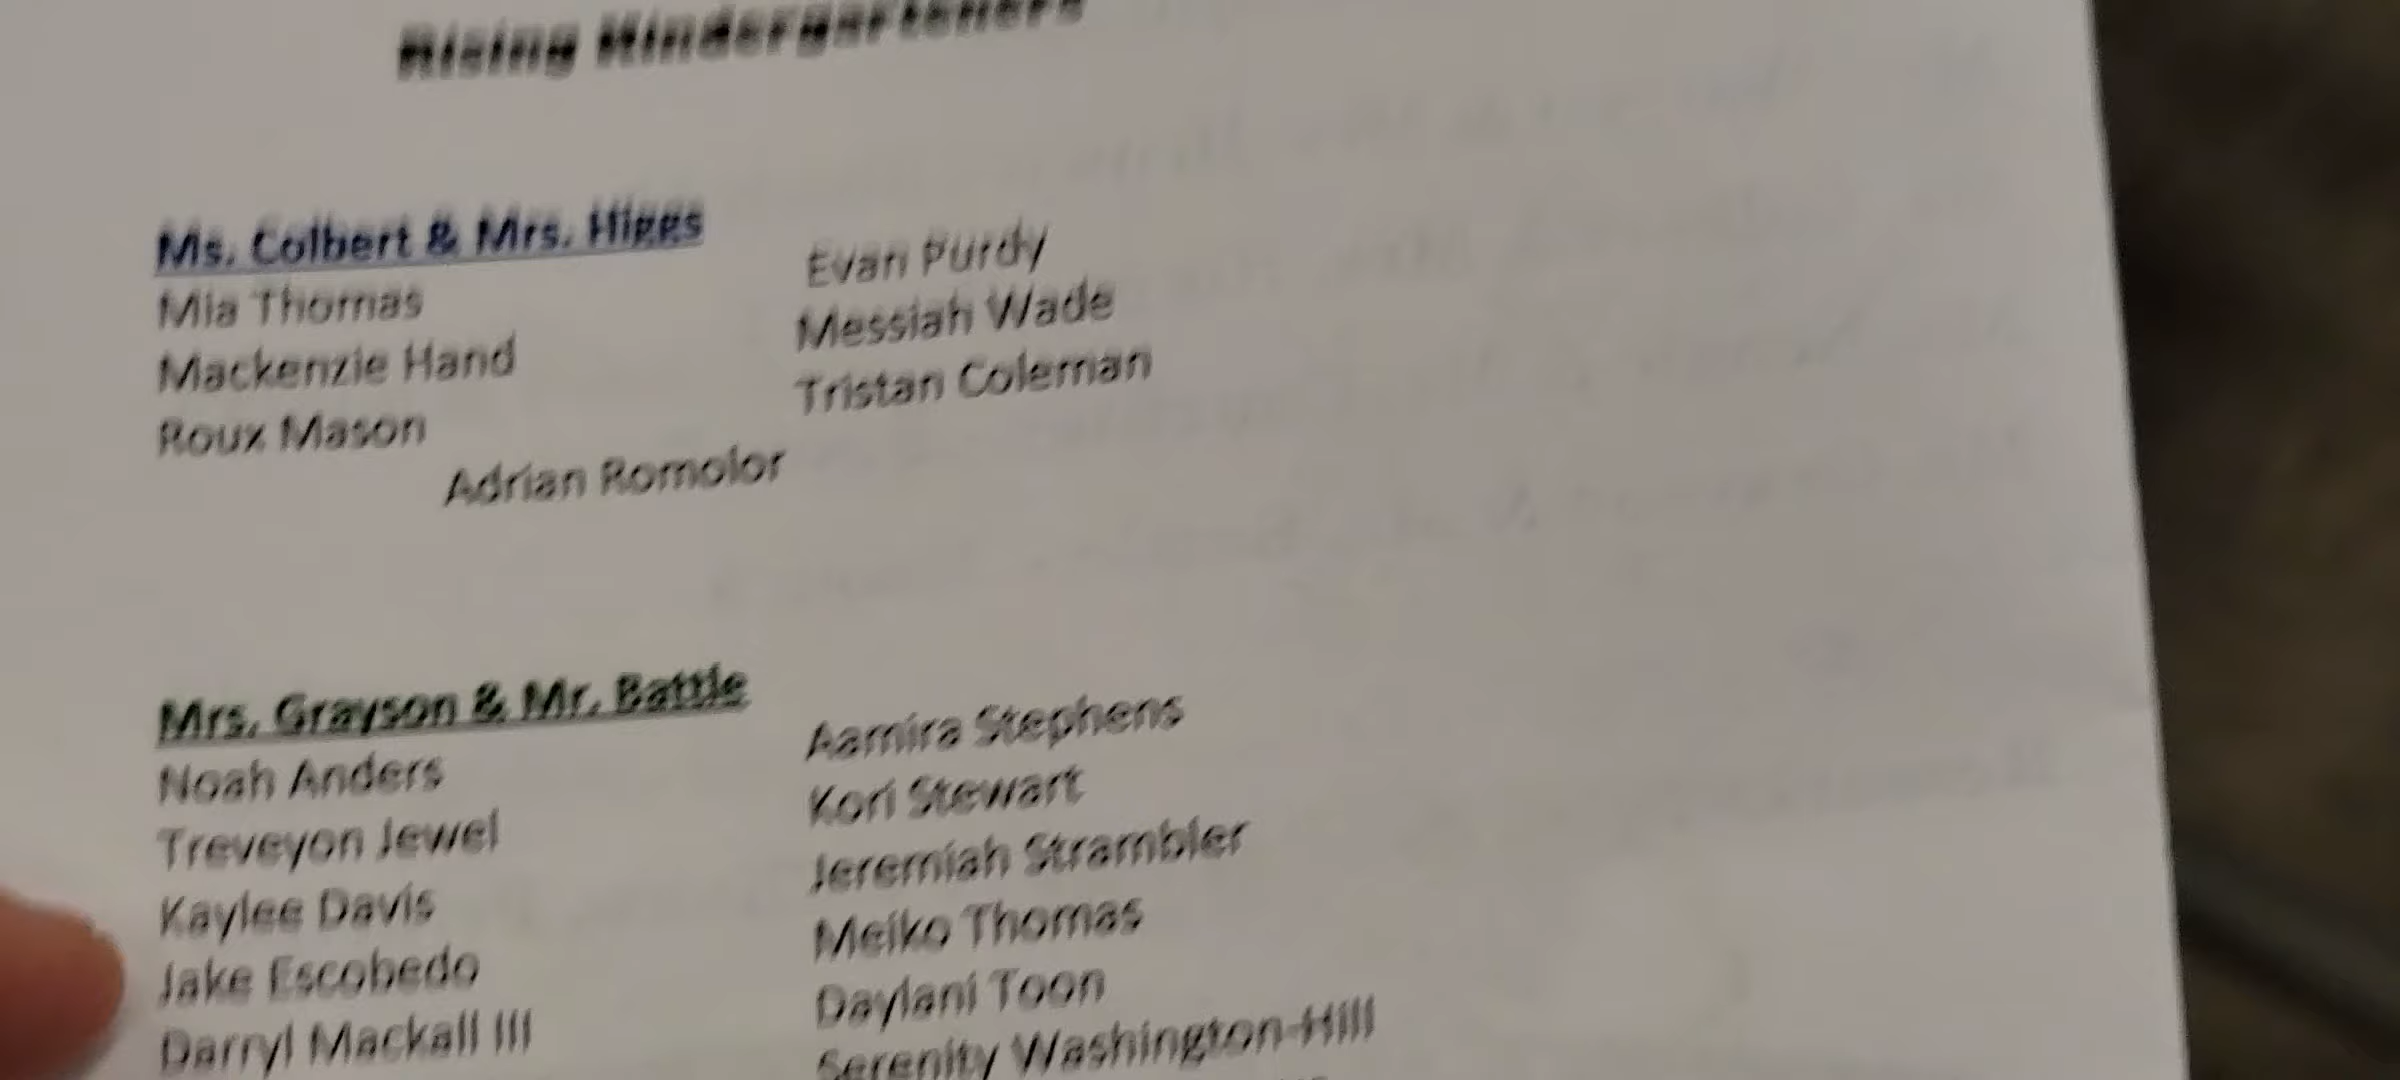 Rising Kindergarteners
Ms. Colbert & Mrs. Higgs
Mia Thomas
Mackenzie Hand
Roux Mason
Evan Purdy
Messiah Wade
Tristan Coleman
Adrian Romolor
Mrs. Grayson & Mr. Battle
Noah Anders
Treveyon Jewel
Kaylee Davis
Jake Escobedo
Darryl Mackall III
Aamira Stephens
Kori Stewart
Jeremiah Strambler
Meiko Thomas
Daylani Toon
Serenity Washington-Hill